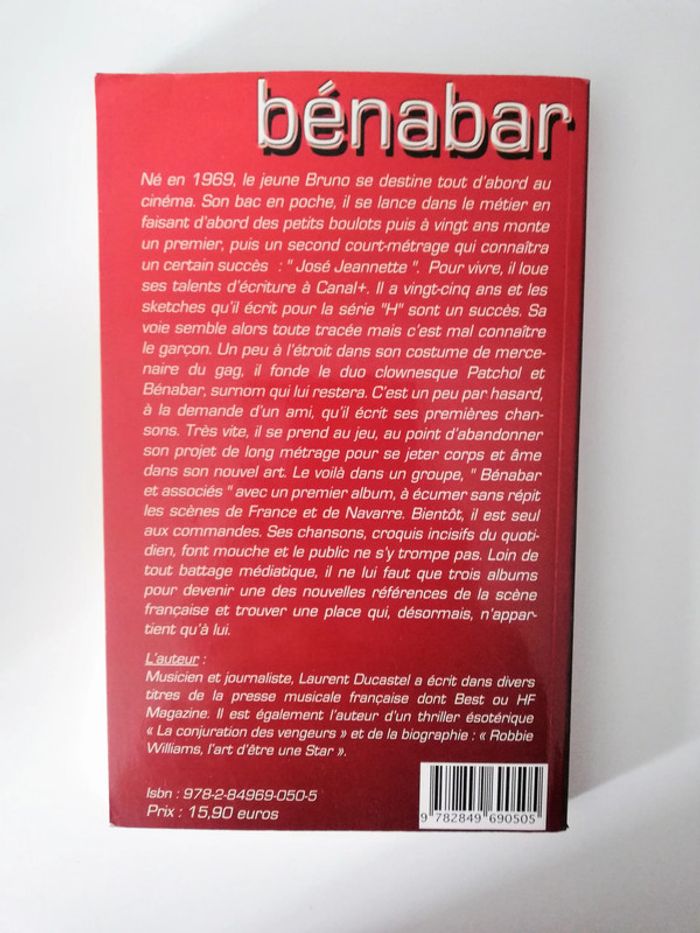 bénabar
Né en 1969, le jeune Bruno se destine tout d'abord au
cinéma. Son bac en poche, il se lance dans le métier en
faisant d'abord des petits boulots puis à vingt ans monte
un premier, puis un second court-métrage qui connaîtra
un certain succès : " José Jeannette ". Pour vivre, il loue
ses talents d'écriture à Canal+. Il a vingt-cinq ans et les
sketches qu'il écrit pour la série "H" sont un succès. Sa
voie semble alors toute tracée mais c'est mal connaître
le garçon. Un peu à l'étroit dans son costume de merce-
naire du gag, il fonde le duo clownesque Patchol et
Bénabar, surnom qui lui restera. C'est un peu par hasard,
à la demande d'un ami, qu'il écrit ses premières chan-
sons. Très vite, il se prend au jeu, au point d'abandonner
son projet de long métrage pour se jeter corps et âme
dans son nouvel art. Le voilà dans un groupe, " Bénabar
et associés " avec un premier album, à écumer sans répit
les scènes de France et de Navarre. Bientôt, il est seul
aux commandes. Ses chansons, croquis incisifs du quoti-
dien, font mouche et le public ne s'y trompe pas. Loin de
tout battage médiatique, il ne lui faut que trois albums
pour devenir une des nouvelles références de la scène
française et trouver une place qui, désormais, n'appar-
tient qu'à lui.
L'auteur :
Musicien et journaliste, Laurent Ducastel a écrit dans divers
titres de la presse musicale française dont Best ou HF
Magazine. Il est également l'auteur d'un thriller ésotérique
« La conjuration des vengeurs » et de la biographie : « Robbie
Williams, l'art d'être une Star ».
Isbn : 978-2-84969-050-5
Prix : 15,90 euros
9 782849 690505